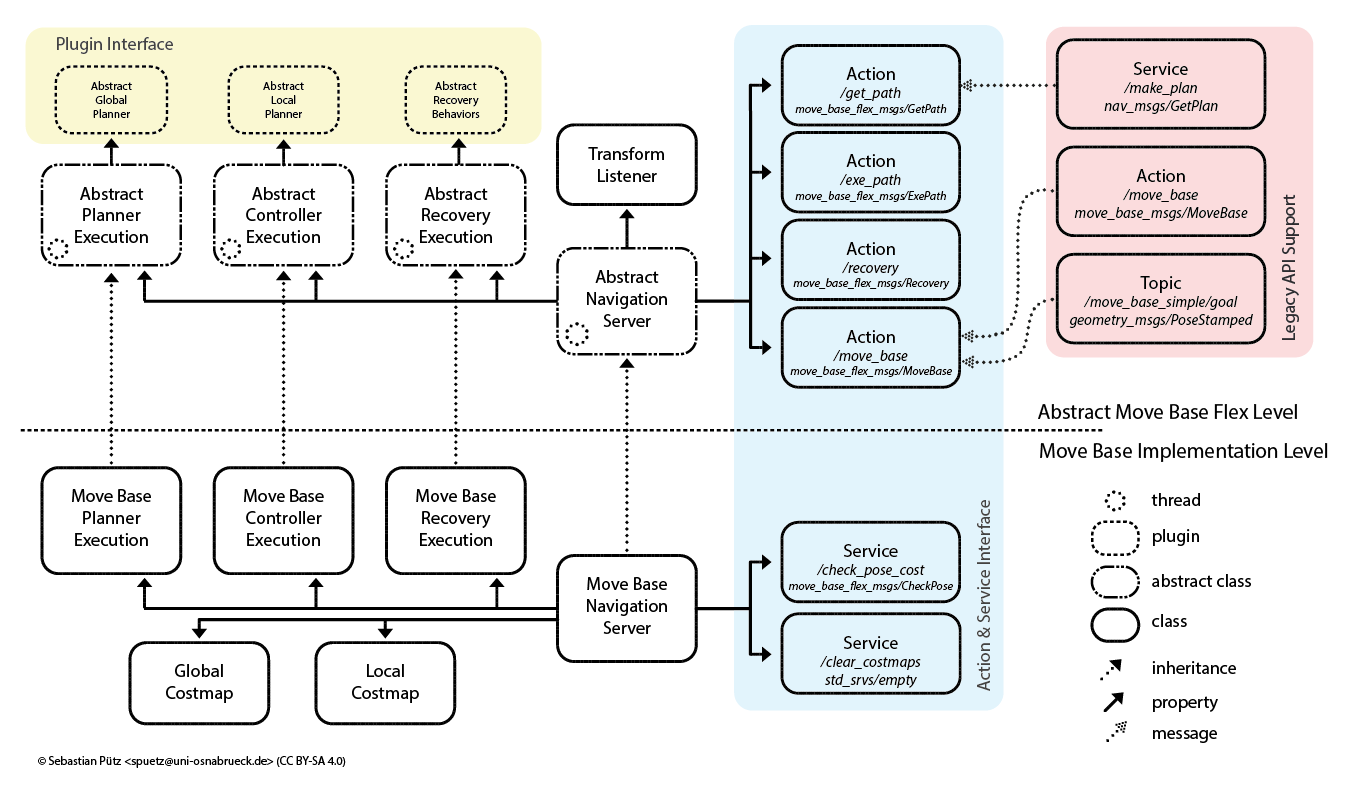 Plugin Interface
Abstract
Global
Planner
Abstract
Local
Planner
Abstract
Recovery
Behaviors
Abstract
Planner
Execution
Abstract
Controller
Execution
Abstract
Recovery
Execution
Transform
Listener
Abstract
Navigation
Server
Action
/get_path
move_base_flex_msgs/GetPath
Action
/exe_path
move_base_flex_msgs/ExePath
Action
/recovery
move_base_flex_msgs/Recovery
Action
/move_base
move_base_flex_msgs/MoveBase
Service
/make_plan
nav_msgs/GetPlan
Action
/move_base
move_base_msgs/MoveBase
Topic
/move_base_simple/goal
geometry_msgs/PoseStamped
Legacy API Support
Abstract Move Base Flex Level
Move Base Implementation Level
Move Base
Planner
Execution
Move Base
Controller
Execution
Move Base
Recovery
Execution
Move Base
Navigation
Server
Global
Costmap
Local
Costmap
Service
/check_pose_cost
move_base_flex_msgs/CheckPose
Service
/clear_costmaps
std_srvs/empty
Action & Service Interface
thread
plugin
abstract class
class
inheritance
property
message
© Sebastian Pütz <spuetz@uni-osnabrueck.de> (CC BY-SA 4.0)